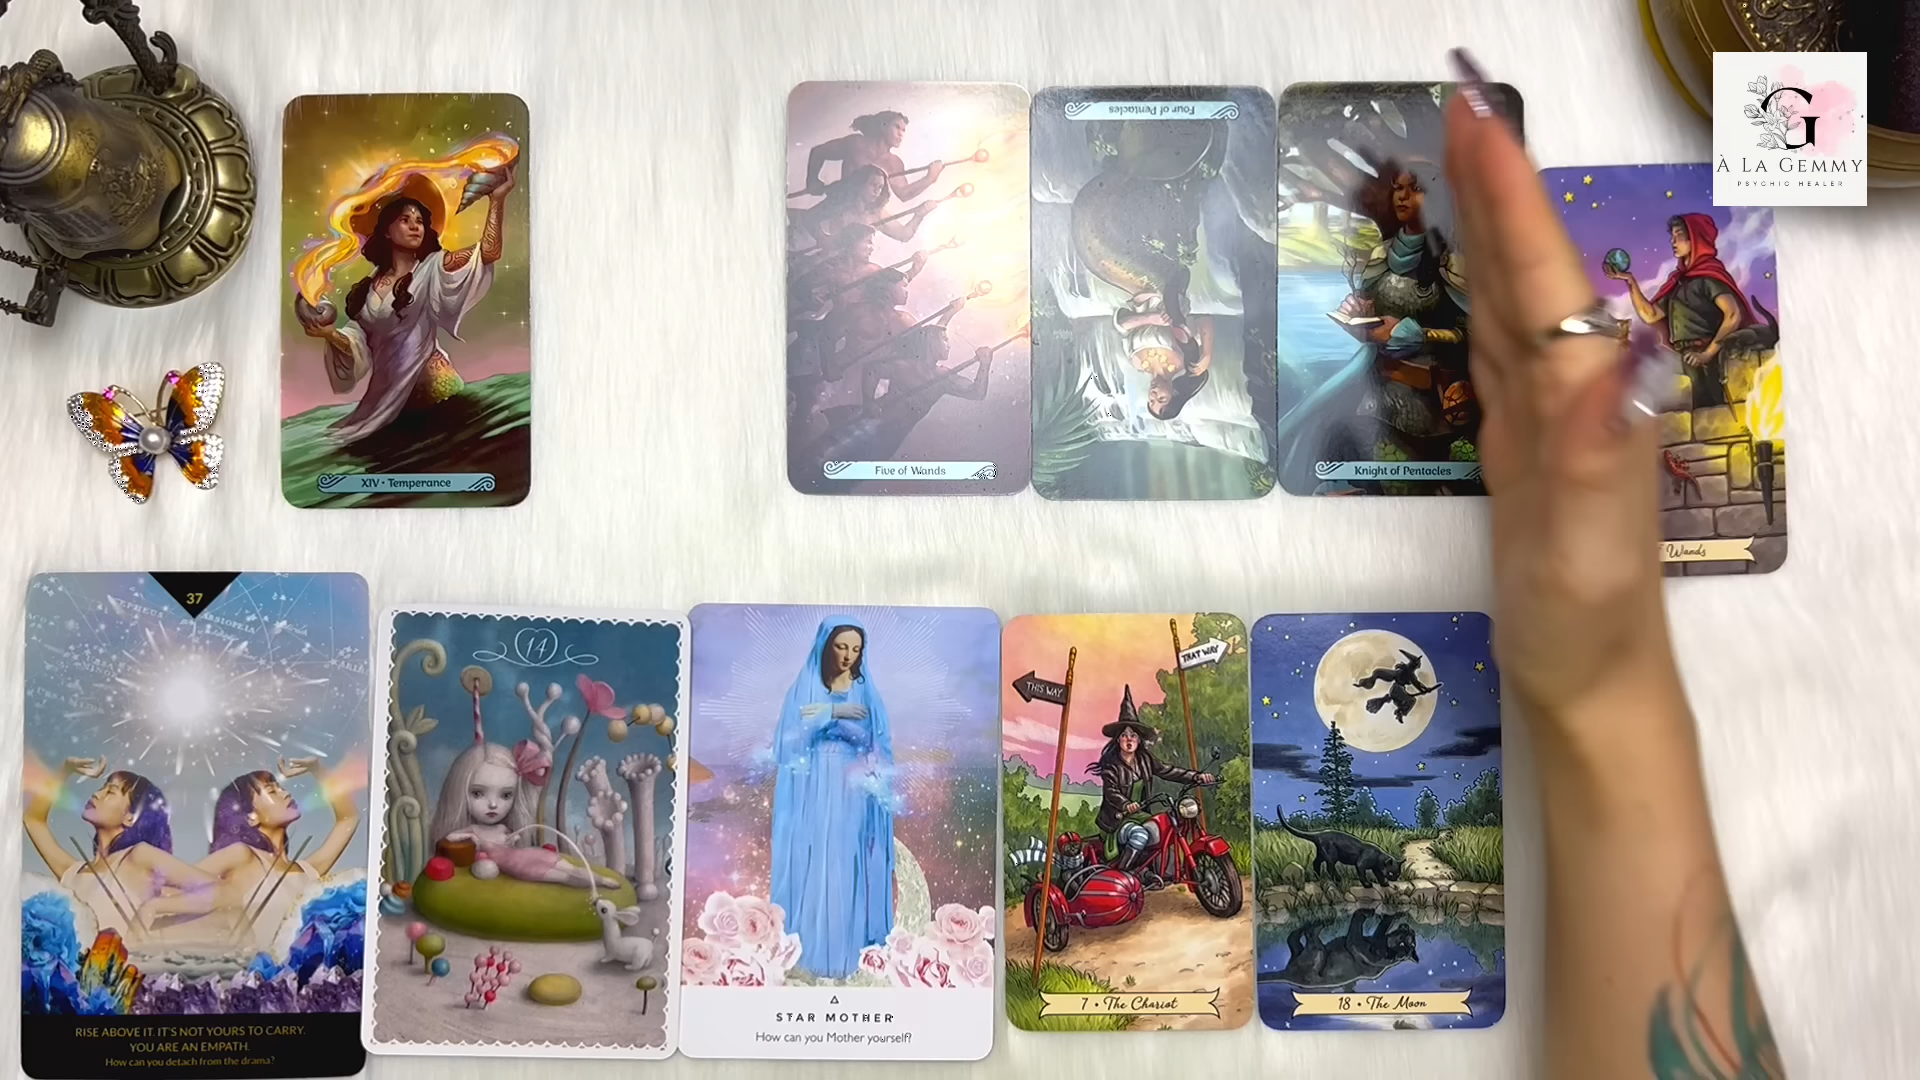 G
À LA GEMMY
PSYCHIC HEALER
Four of Pentacles
XIV • Temperance
Five of Wands
Knight of Pentacles
Wands
37
RISE ABOVE IT. IT'S NOT YOURS TO CARRY.
YOU ARE AN EMPATH.
How can you detach from the drama?
14
STAR MOTHER
How can you Mother yourself?
THIS WAY
THAT WAY
7 • The Chariot
18 • The Moon